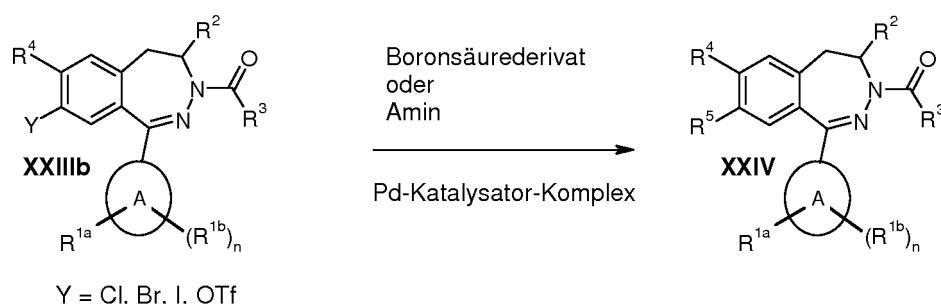 R² R²
R⁴ R⁴
Boronsäurederivat
oder
Amin
O O
N N
R³ R³
Y R⁵
N N
XXIIIb XXIV
Pd-Katalysator-Komplex
A A
R¹ᵃ (R¹ᵇ)ₙ R¹ᵃ (R¹ᵇ)ₙ
Y = Cl, Br, I, OTf